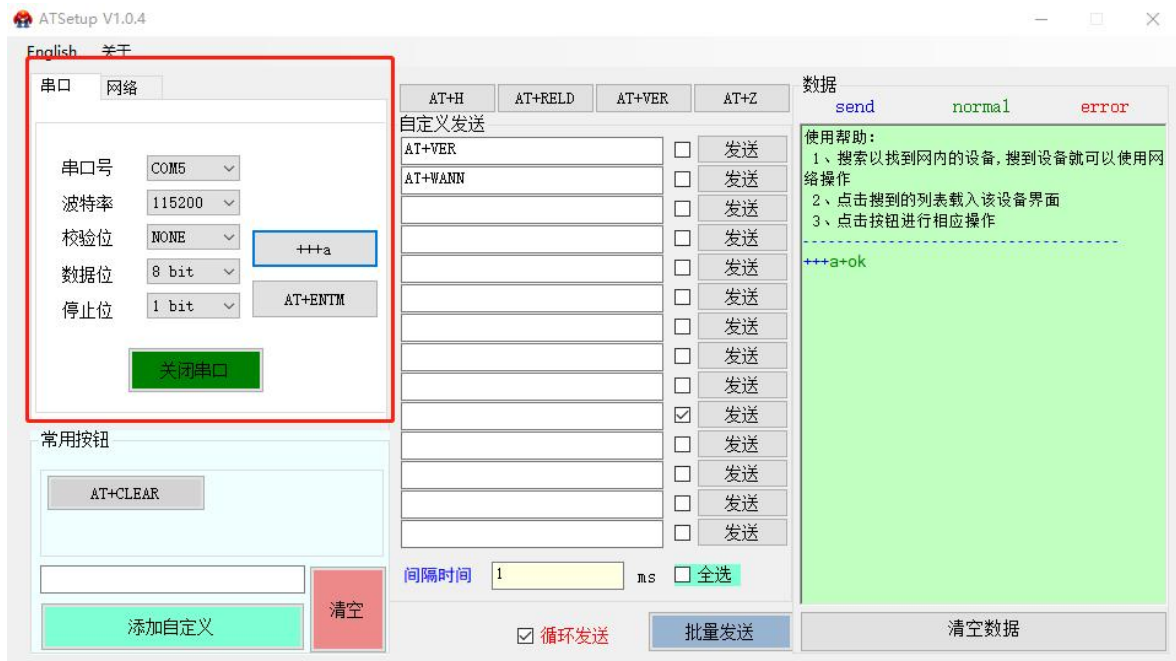 ATSetup V1.0.4
English 关于
串口 网络
串口号 COM5
波特率 115200
校验位 NONE
+++a
数据位 8 bit
停止位 1 bit
AT+ENTM
关闭串口
常用按钮
AT+CLEAR
添加自定义
清空
AT+H AT+RELD AT+VER AT+Z
自定义发送
AT+VER 发送
AT+WANN 发送
发送
发送
发送
发送
发送
发送
发送
发送
发送
发送
发送
发送
间隔时间 1 ms 全选
循环发送 批量发送
数据
send normal error
使用帮助:
1、搜索以找到网内的设备,搜到设备就可以使用网
络操作
2、点击搜到的列表载入该设备界面
3、点击按钮进行相应操作
------------------------------------
+++a+ok
清空数据